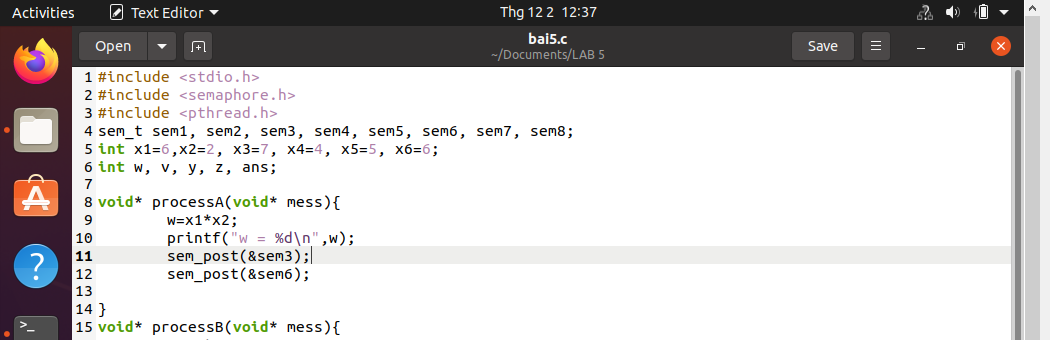 Activities Text Editor Thg 12 2 12:37
Open bai5.c Save
~/Documents/LAB 5
1 #include <stdio.h>
2 #include <semaphore.h>
3 #include <pthread.h>
4 sem_t sem1, sem2, sem3, sem4, sem5, sem6, sem7, sem8;
5 int x1=6,x2=2, x3=7, x4=4, x5=5, x6=6;
6 int w, v, y, z, ans;
7
8 void* processA(void* mess){
9 w=x1*x2;
10 printf("w = %d\n",w);
11 sem_post(&sem3);
12 sem_post(&sem6);
13
14 }
15 void* processB(void* mess){